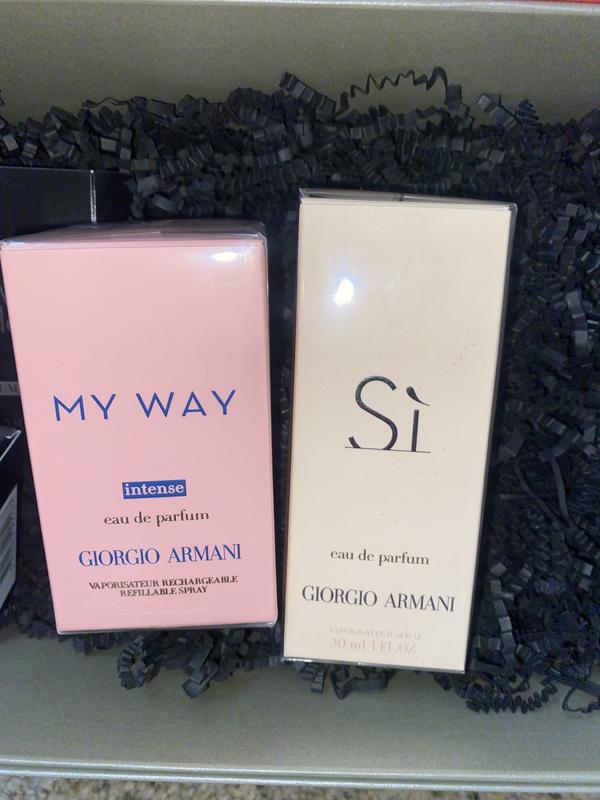 MY WAY
intense
eau de parfum
GIORGIO ARMANI
VAPORISATEUR RECHARGEABLE
REFILLABLE SPRAY
Sì
eau de parfum
GIORGIO ARMANI
VAPORISATEUR SPRAY
30 ml 1 FL.OZ.